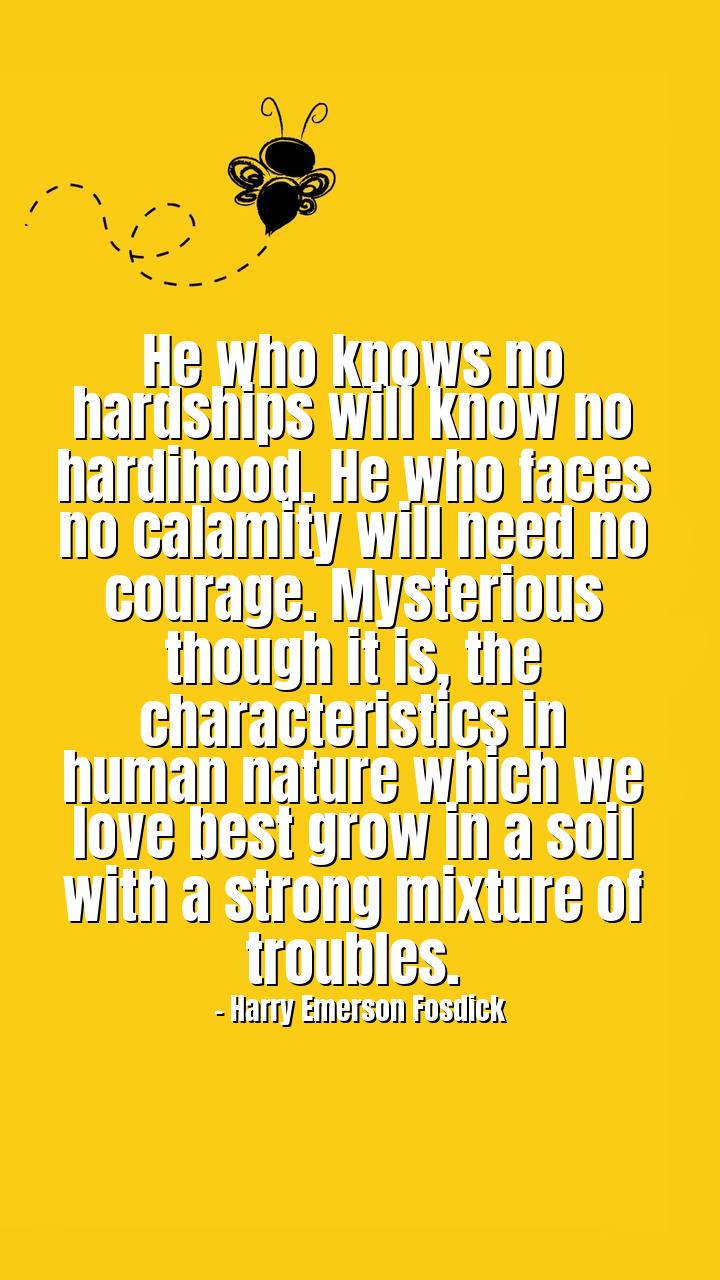 He who knows no
hardships will know no
hardihood. He who faces
no calamity will need no
courage. Mysterious
though it is, the
characteristics in
human nature which we
love best grow in a soil
with a strong mixture of
troubles.
- Harry Emerson Fosdick